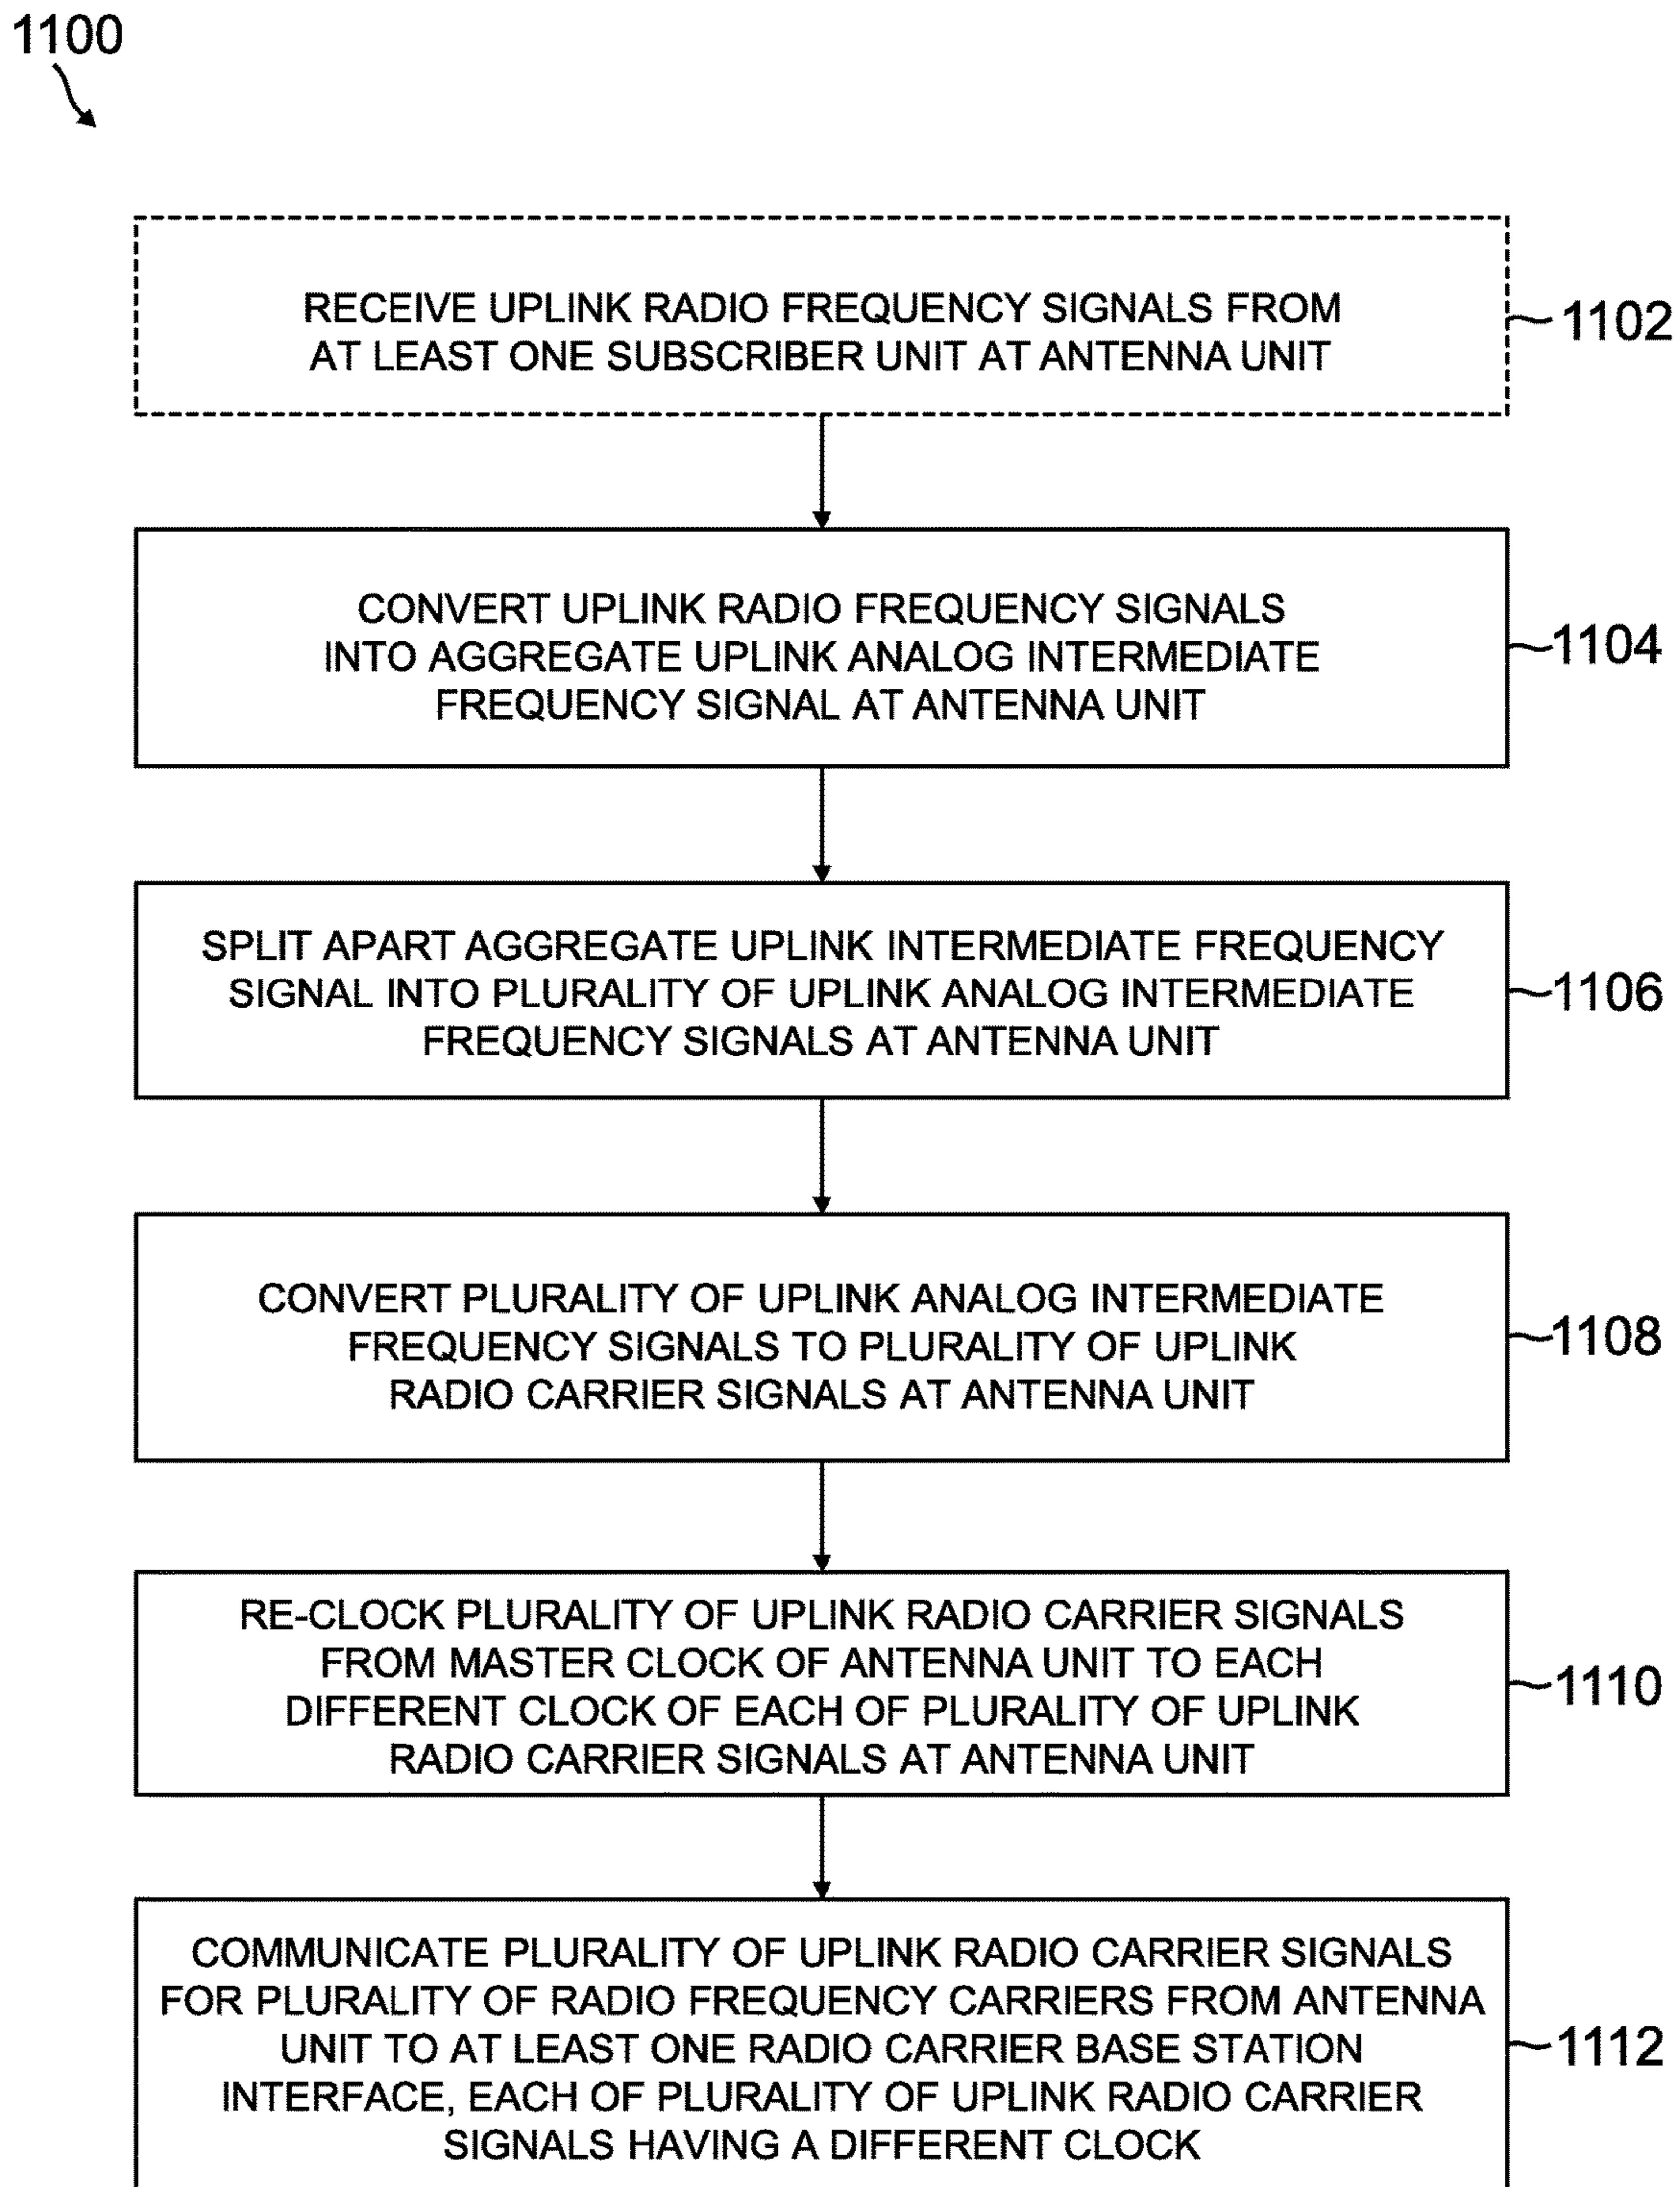 1100
RECEIVE UPLINK RADIO FREQUENCY SIGNALS FROM
AT LEAST ONE SUBSCRIBER UNIT AT ANTENNA UNIT
1102
CONVERT UPLINK RADIO FREQUENCY SIGNALS
INTO AGGREGATE UPLINK ANALOG INTERMEDIATE
FREQUENCY SIGNAL AT ANTENNA UNIT
1104
SPLIT APART AGGREGATE UPLINK INTERMEDIATE FREQUENCY
SIGNAL INTO PLURALITY OF UPLINK ANALOG INTERMEDIATE
FREQUENCY SIGNALS AT ANTENNA UNIT
1106
CONVERT PLURALITY OF UPLINK ANALOG INTERMEDIATE
FREQUENCY SIGNALS TO PLURALITY OF UPLINK
RADIO CARRIER SIGNALS AT ANTENNA UNIT
1108
RE-CLOCK PLURALITY OF UPLINK RADIO CARRIER SIGNALS
FROM MASTER CLOCK OF ANTENNA UNIT TO EACH
DIFFERENT CLOCK OF EACH OF PLURALITY OF UPLINK
RADIO CARRIER SIGNALS AT ANTENNA UNIT
1110
COMMUNICATE PLURALITY OF UPLINK RADIO CARRIER SIGNALS
FOR PLURALITY OF RADIO FREQUENCY CARRIERS FROM ANTENNA
UNIT TO AT LEAST ONE RADIO CARRIER BASE STATION
INTERFACE, EACH OF PLURALITY OF UPLINK RADIO CARRIER
SIGNALS HAVING A DIFFERENT CLOCK
1112